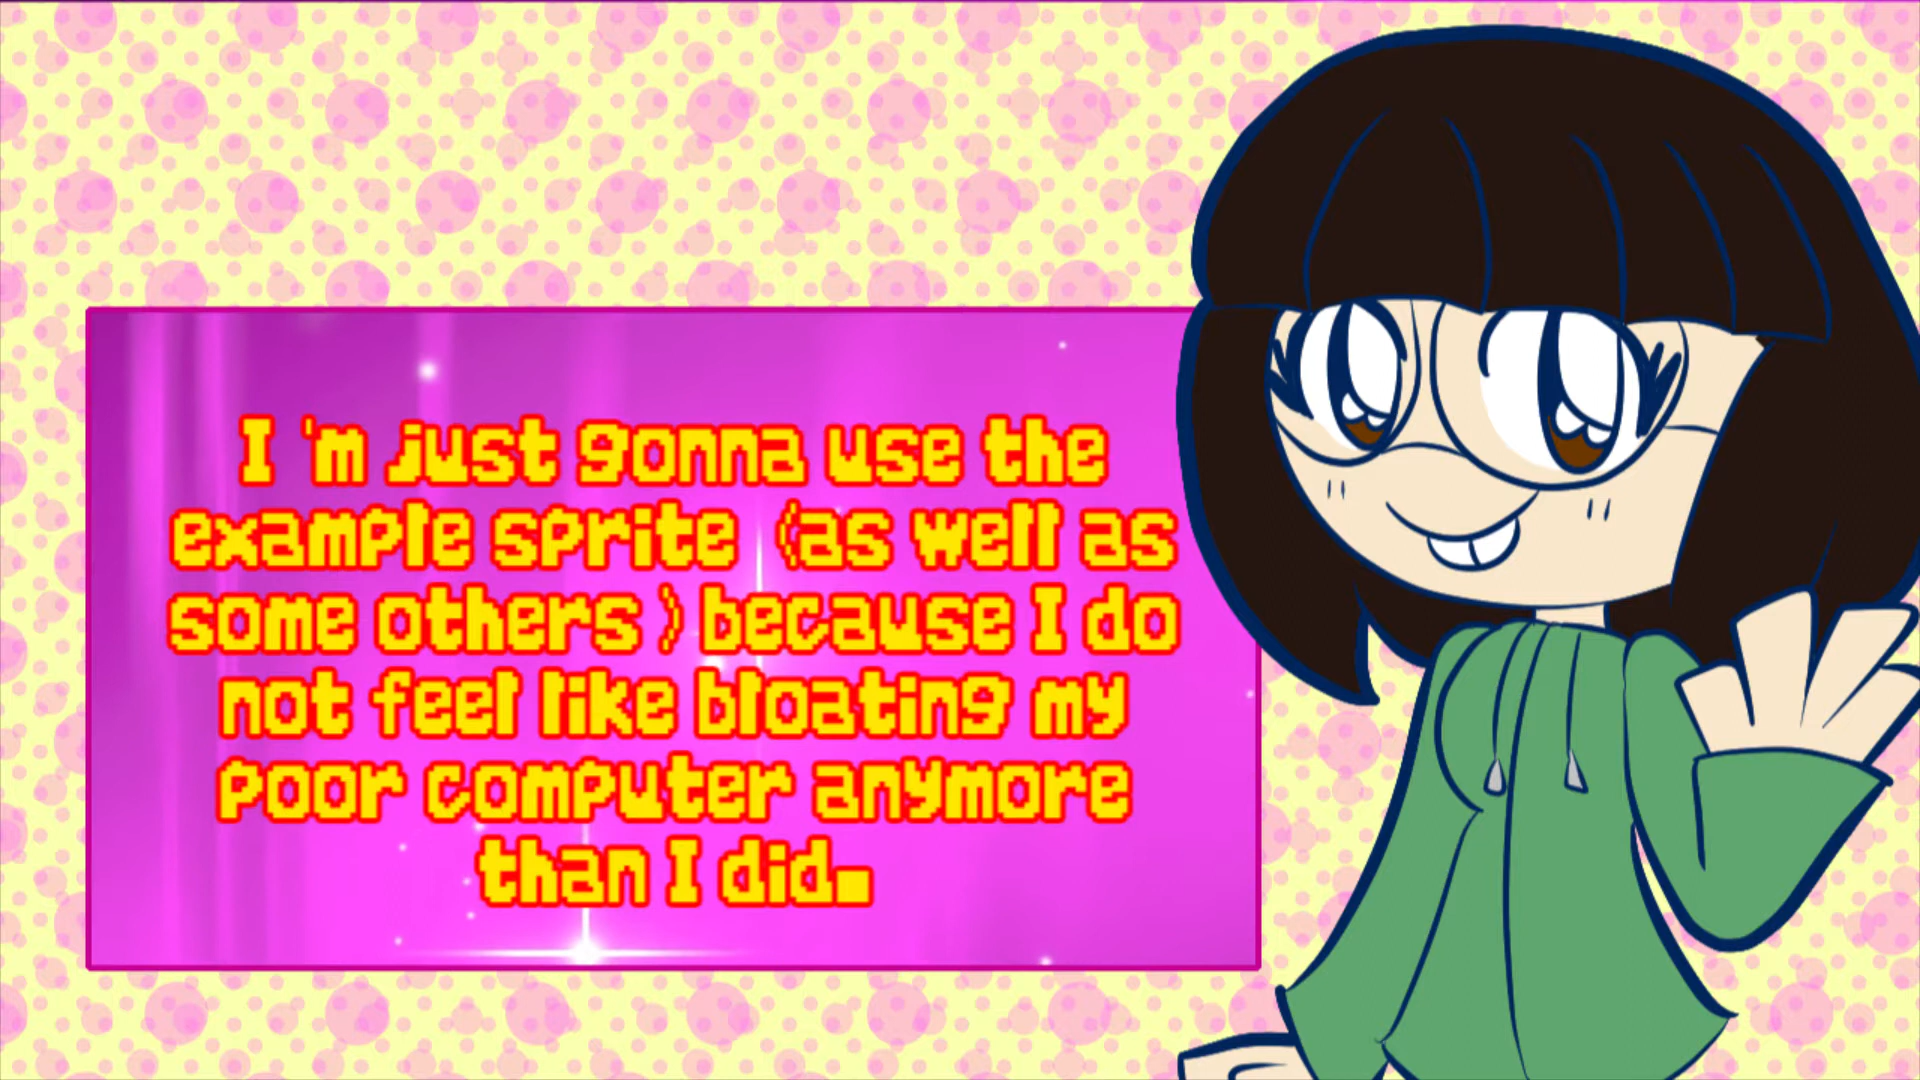 I 'm just gonna use the
example sprite (as well as
some others ) because I do
not feel like bloating my
poor computer anymore
than I did.